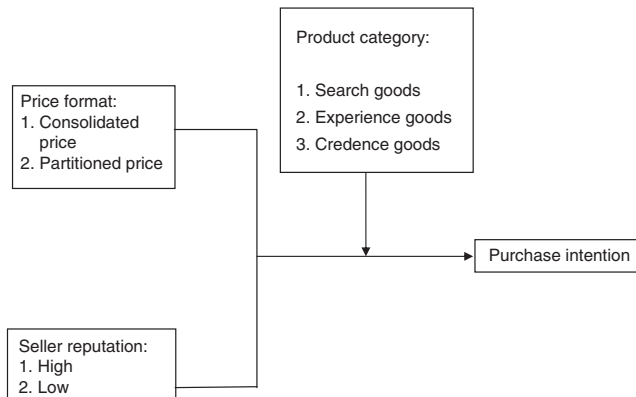 Product category:
1. Search goods
2. Experience goods
3. Credence goods
Price format:
1. Consolidated
price
2. Partitioned price
Purchase intention
Seller reputation:
1. High
2. Low